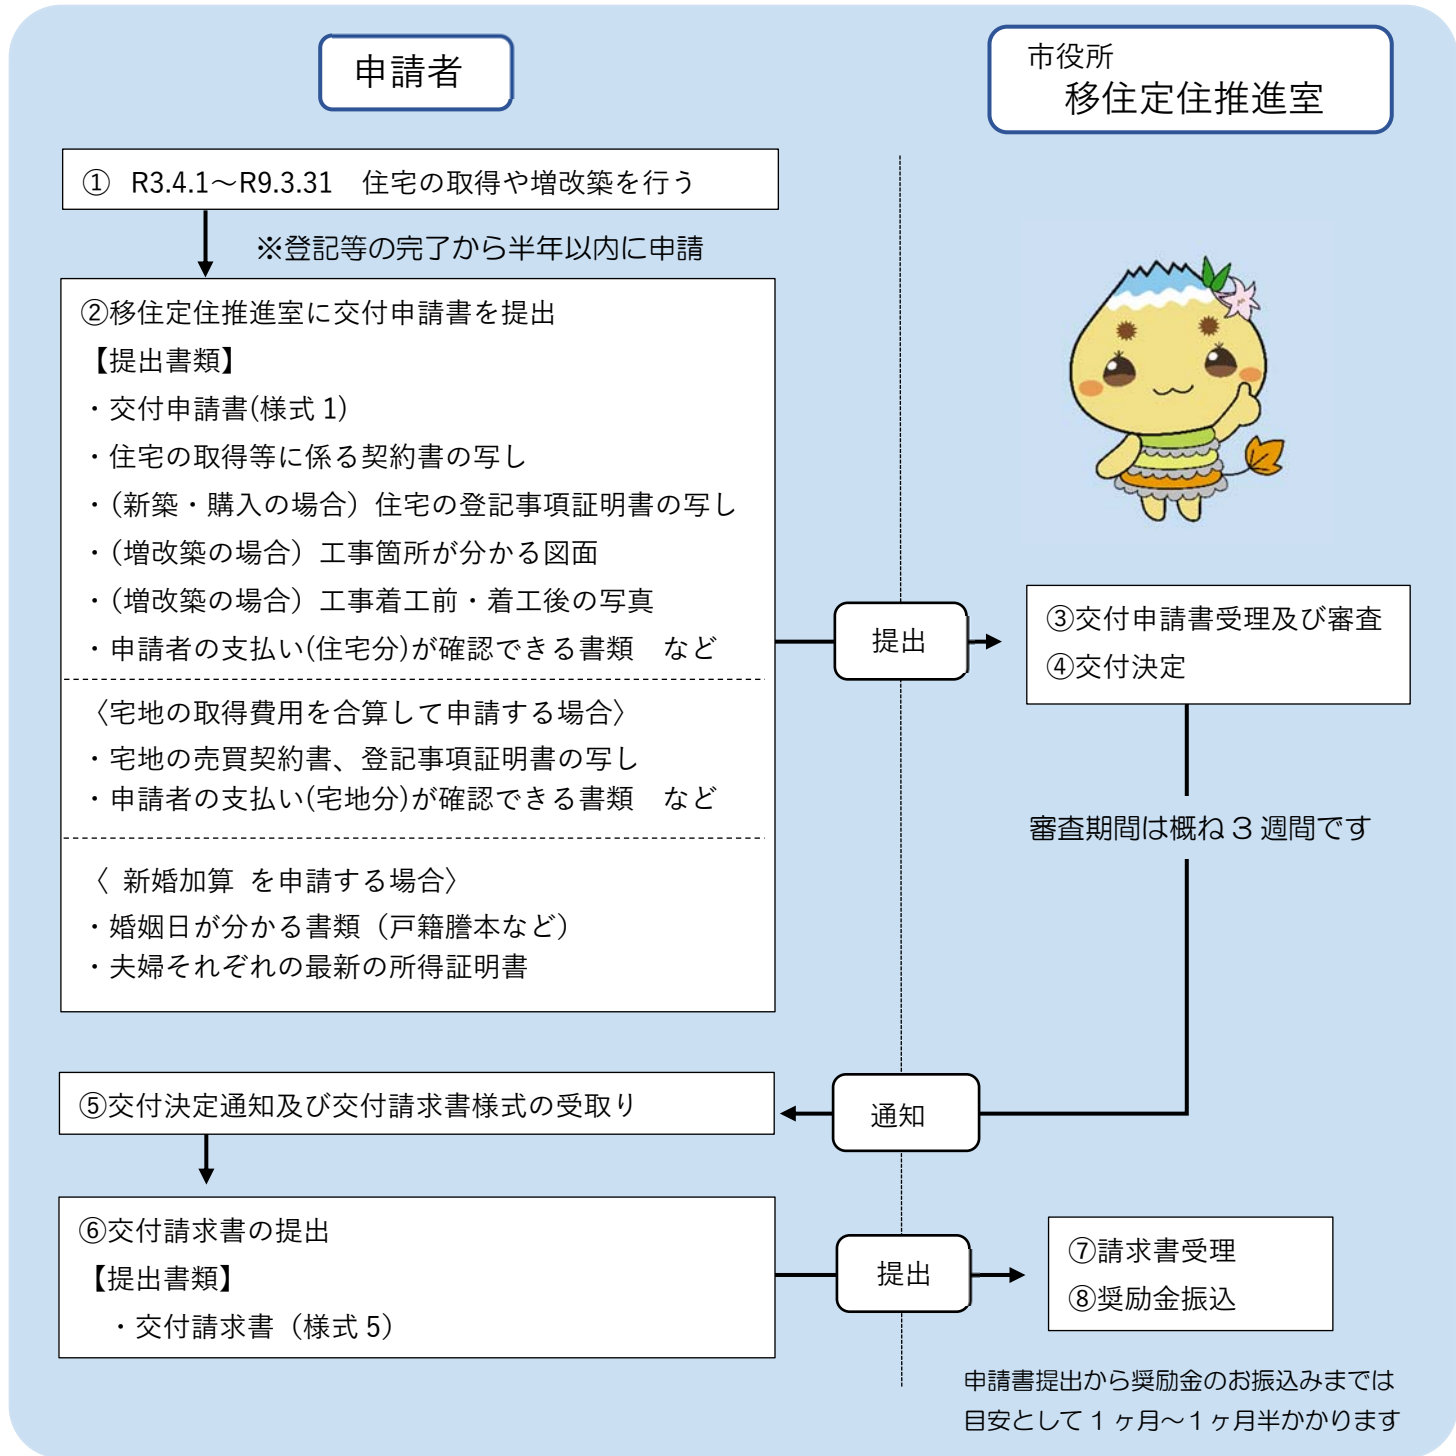 申請者
市役所
移住定住推進室
① R3.4.1～R9.3.31　住宅の取得や増改築を行う
※登記等の完了から半年以内に申請
②移住定住推進室に交付申請書を提出
【提出書類】
・交付申請書(様式 1)
・住宅の取得等に係る契約書の写し
・(新築・購入の場合）住宅の登記事項証明書の写し
・(増改築の場合）工事箇所が分かる図面
・(増改築の場合）工事着工前・着工後の写真
・申請者の支払い(住宅分)が確認できる書類　など
〈宅地の取得費用を合算して申請する場合〉
・宅地の売買契約書、登記事項証明書の写し
・申請者の支払い(宅地分)が確認できる書類　など
〈 新婚加算 を申請する場合〉
・婚姻日が分かる書類（戸籍謄本など）
・夫婦それぞれの最新の所得証明書
提出
③交付申請書受理及び審査
④交付決定
審査期間は概ね 3 週間です
通知
⑤交付決定通知及び交付請求書様式の受取り
⑥交付請求書の提出
【提出書類】
・交付請求書（様式 5）
提出
⑦請求書受理
⑧奨励金振込
申請書提出から奨励金のお振込みまでは
目安として 1 ヶ月～1 ヶ月半かかります